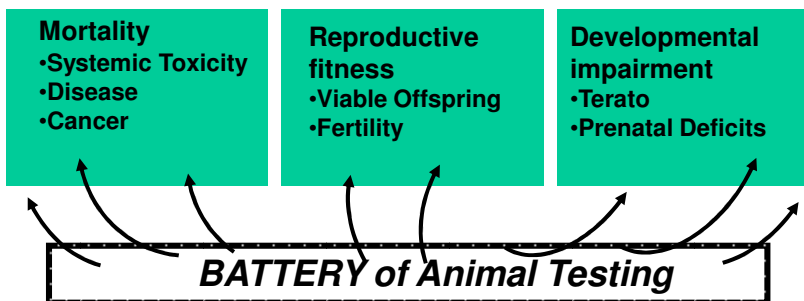 Mortality
•Systemic Toxicity
•Disease
•Cancer
Reproductive
fitness
•Viable Offspring
•Fertility
Developmental
impairment
•Terato
•Prenatal Deficits
BATTERY of Animal Testing